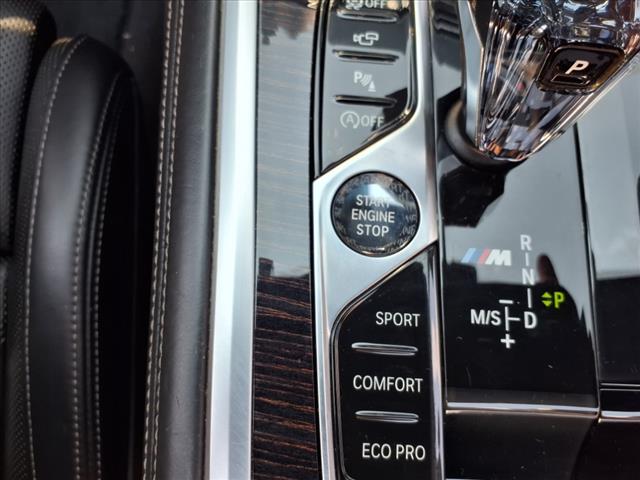 OFF
P
(A)OFF
P
START
ENGINE
STOP
M
R
N
P
M/S
D
+
SPORT
COMFORT
ECO PRO